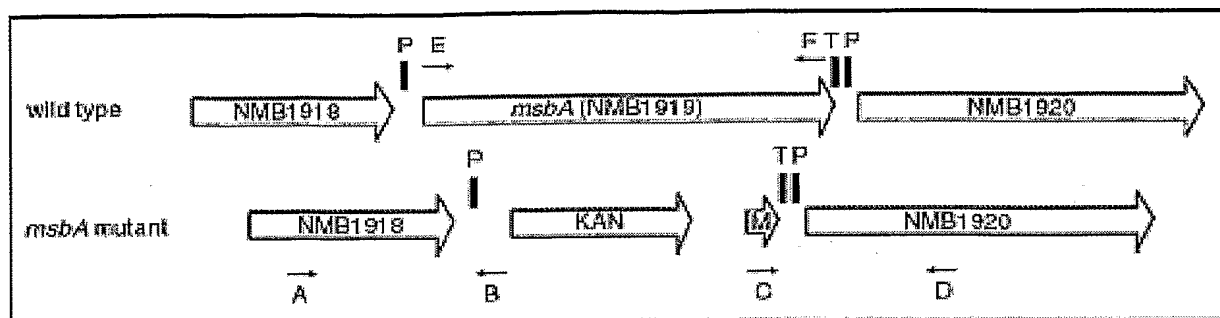 P E F T P
wild type NMB1918 msbA (NMB1919) NMB1920
P T P
msbA mutant NMB1918 KAN M NMB1920
A B C D